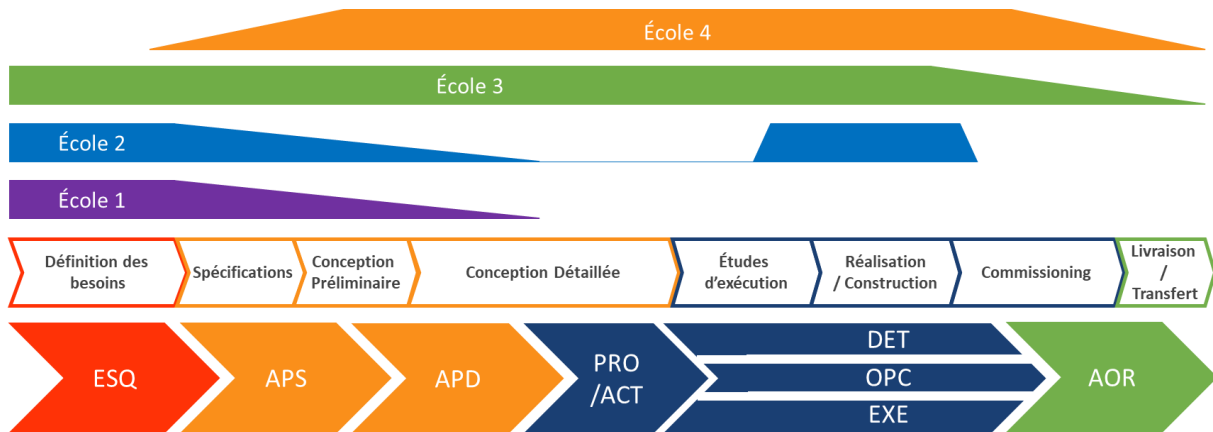 École 4
École 3
École 2
École 1
Définition des
besoins
Spécifications
Conception
Préliminaire
Conception Détaillée
Études
d'exécution
Réalisation
/ Construction
Commissioning
Livraison
/
Transfert
ESQ
APS
APD
PRO
/ACT
DET
OPC
EXE
AOR